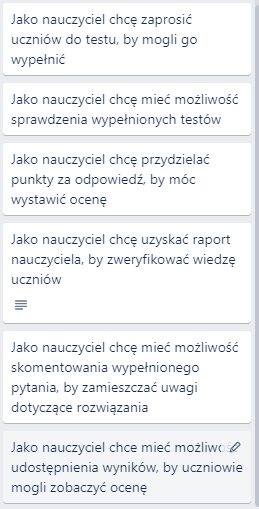 Jako nauczyciel chcę zaprosić
uczniów do testu, by mogli go
wypełnić
Jako nauczyciel chcę mieć możliwość
sprawdzenia wypełnionych testów
Jako nauczyciel chcę przydzielać
punkty za odpowiedź, by móc
wystawić ocenę
Jako nauczyciel chcę uzyskać raport
nauczyciela, by zweryfikować wiedzę
uczniów
Jako nauczyciel chcę mieć możliwość
skomentowania wypełnionego
pytania, by zamieszczać uwagi
dotyczące rozwiązania
Jako nauczyciel chce mieć możliwość
udostępnienia wyników, by uczniowie
mogli zobaczyć ocenę